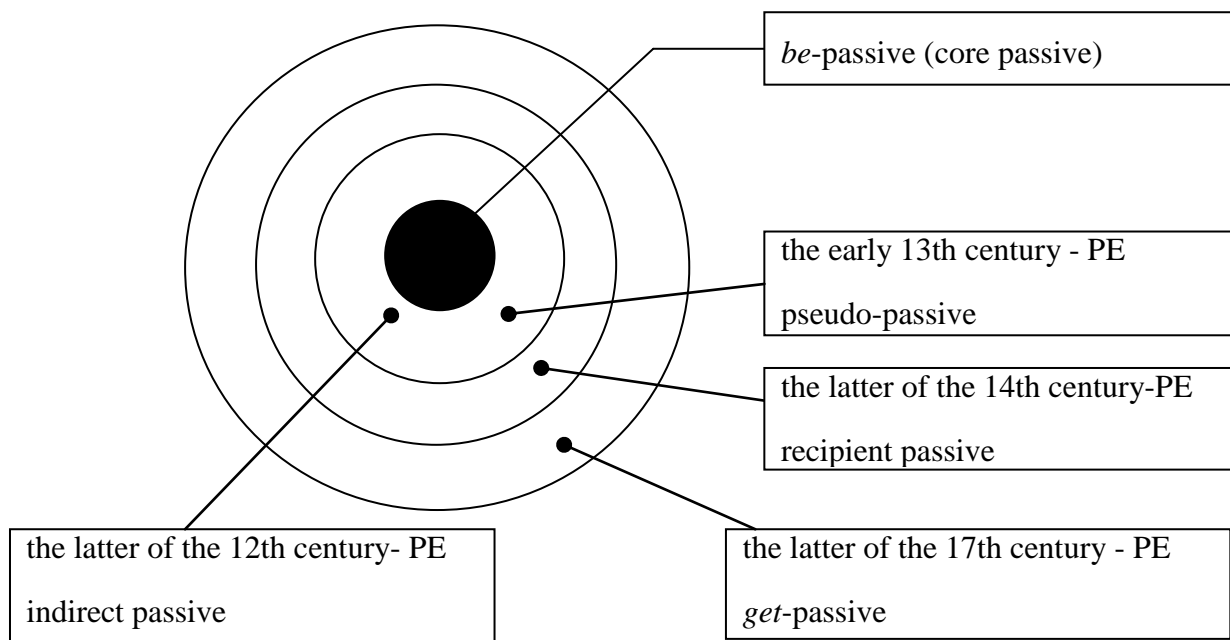 be-passive (core passive)
the early 13th century - PE
pseudo-passive
the latter of the 14th century-PE
recipient passive
the latter of the 12th century- PE
indirect passive
the latter of the 17th century - PE
get-passive